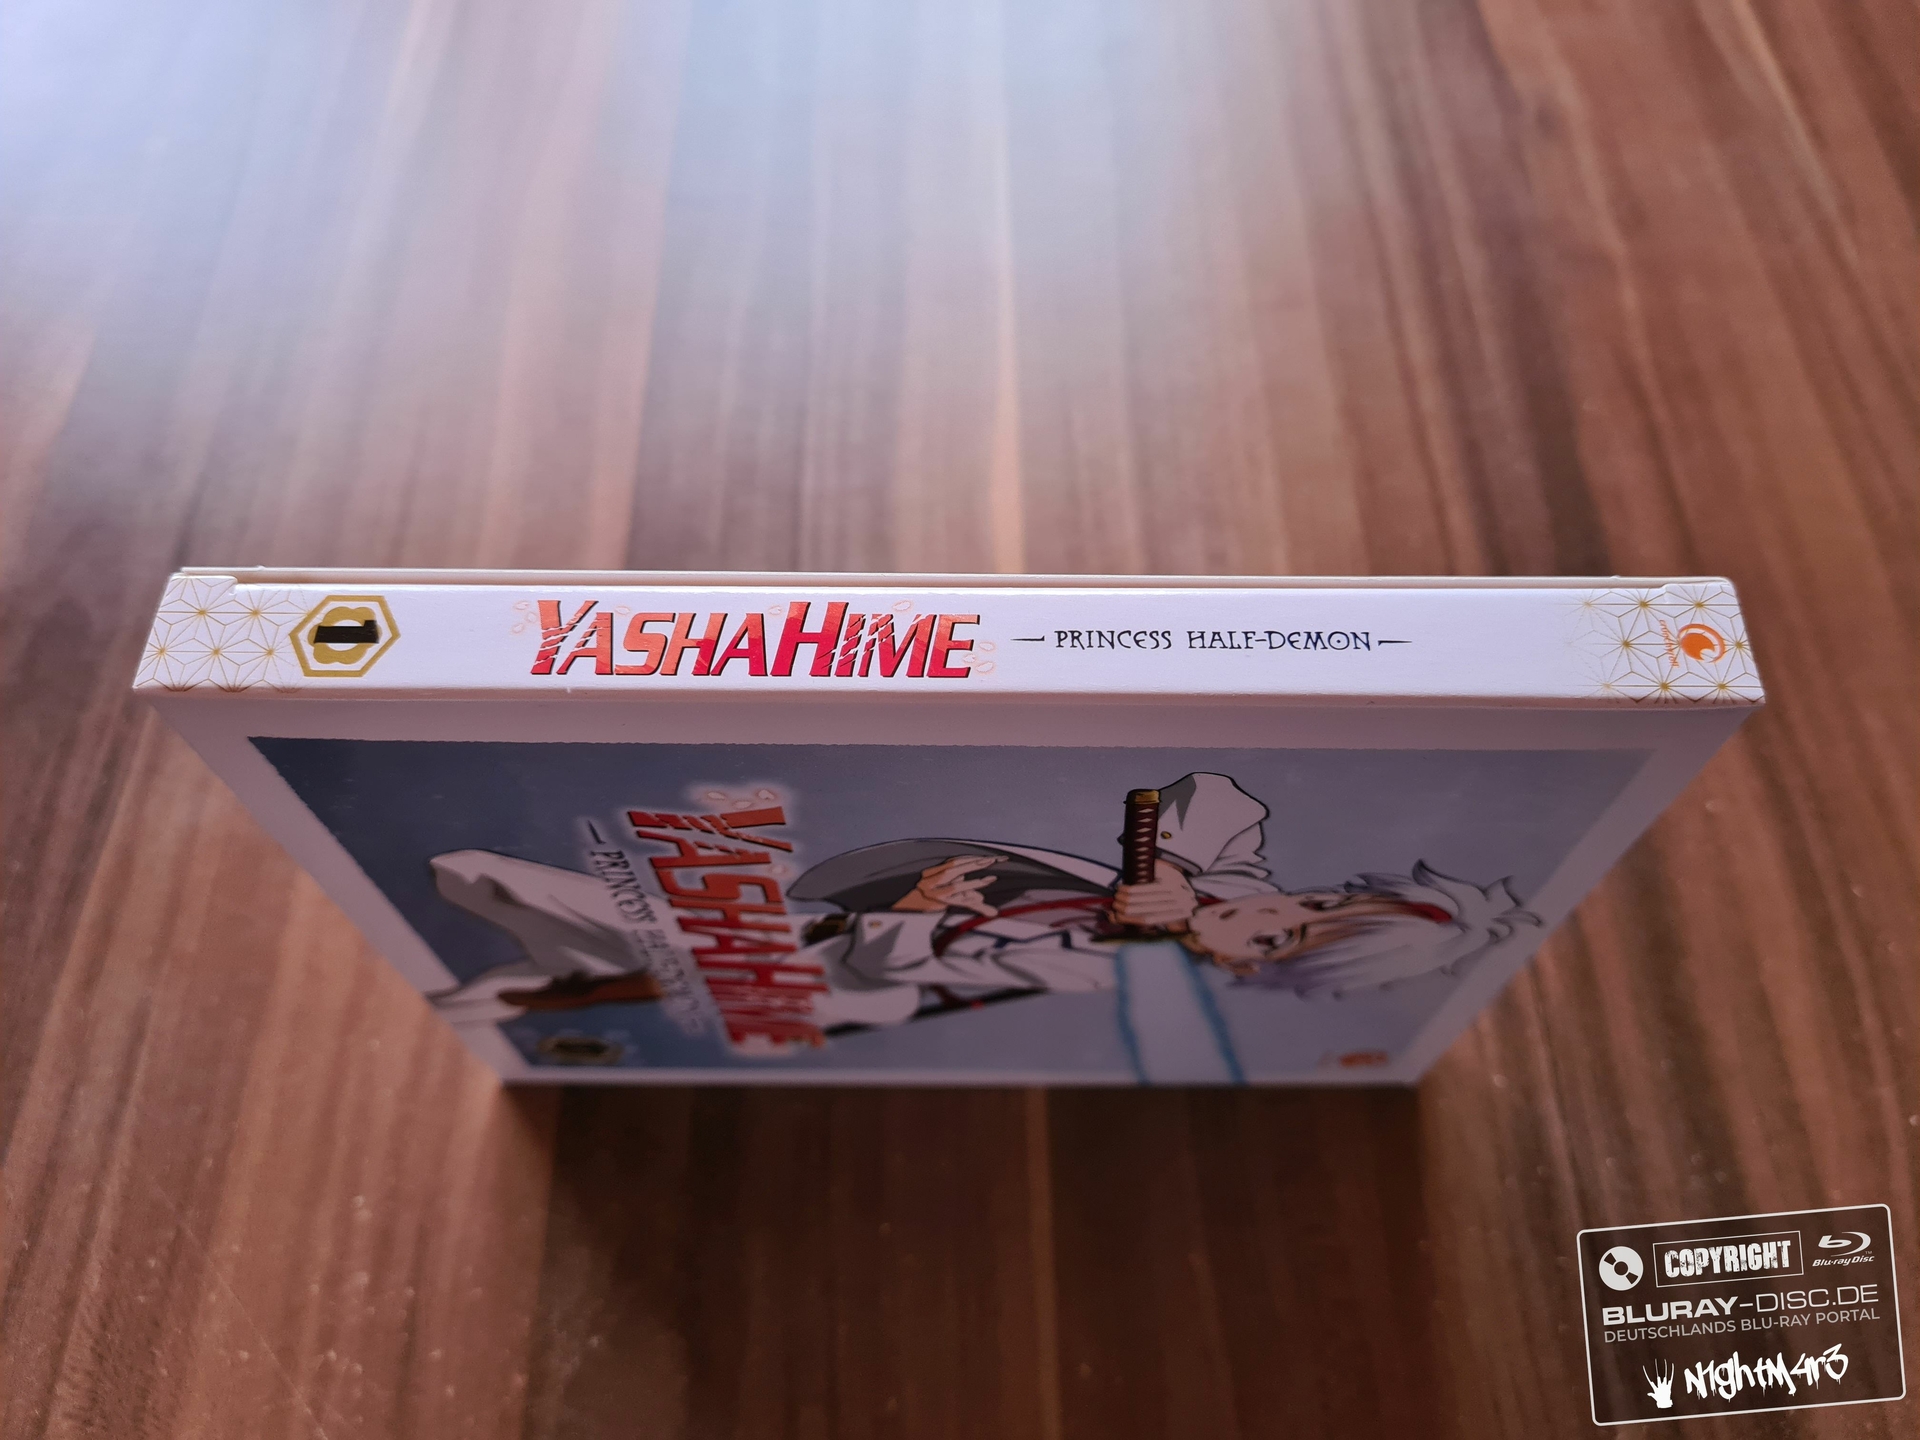 1
YASHAHIME
— PRINCESS HALF-DEMON —
crunchyroll
YASHAHIME
— PRINCESS HALF-DEMON —
COPYRIGHT
Blu-ray Disc
BLURAY-DISC.DE
DEUTSCHLANDS BLU-RAY PORTAL
N1ghtM4r3